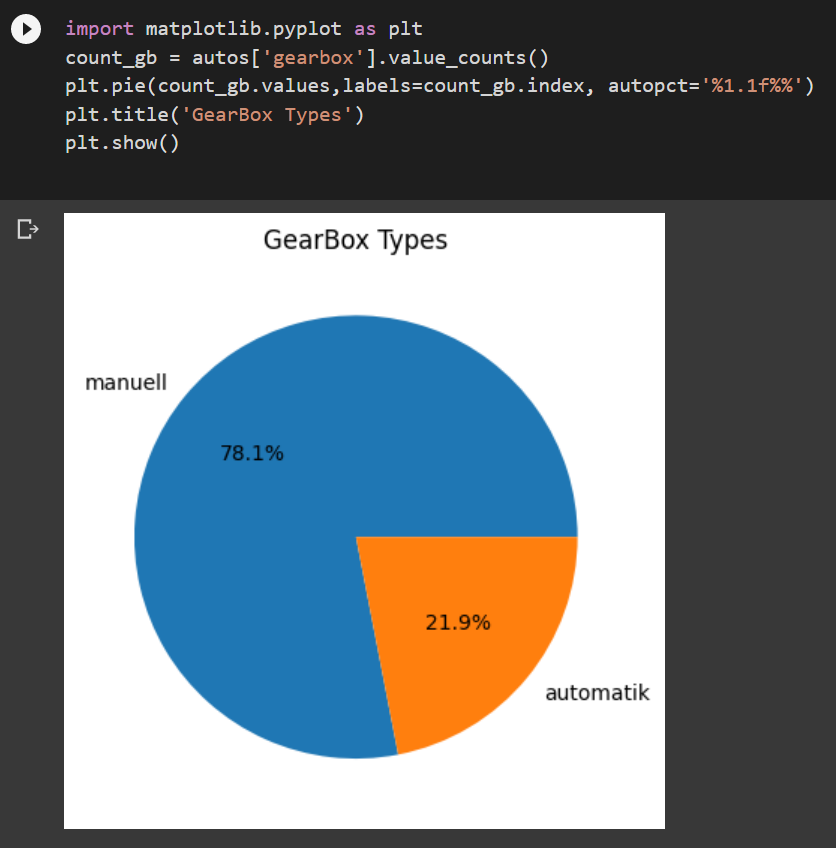 import matplotlib.pyplot as plt
count_gb = autos['gearbox'].value_counts()
plt.pie(count_gb.values,labels=count_gb.index, autopct='%1.1f%%')
plt.title('GearBox Types')
plt.show()
GearBox Types
manuell
78.1%
21.9%
automatik